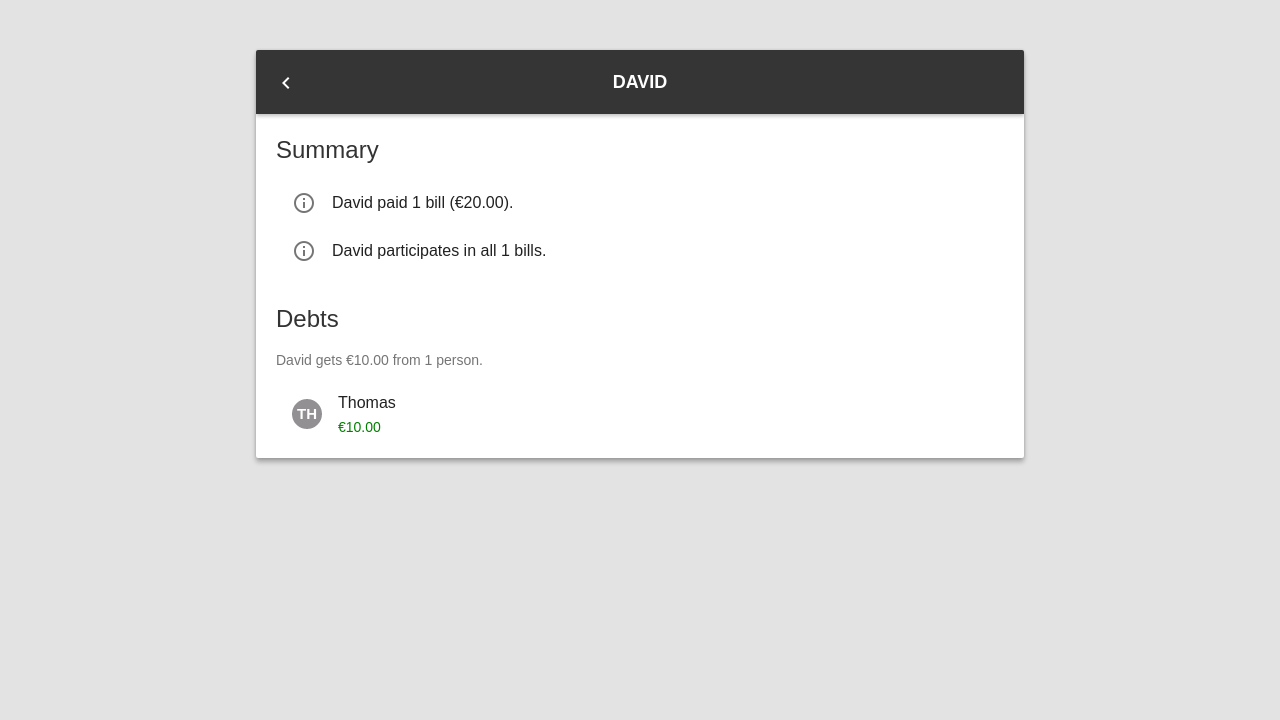 DAVID
Summary
David paid 1 bill (€20.00).
David participates in all 1 bills.
Debts
David gets €10.00 from 1 person.
TH
Thomas
€10.00